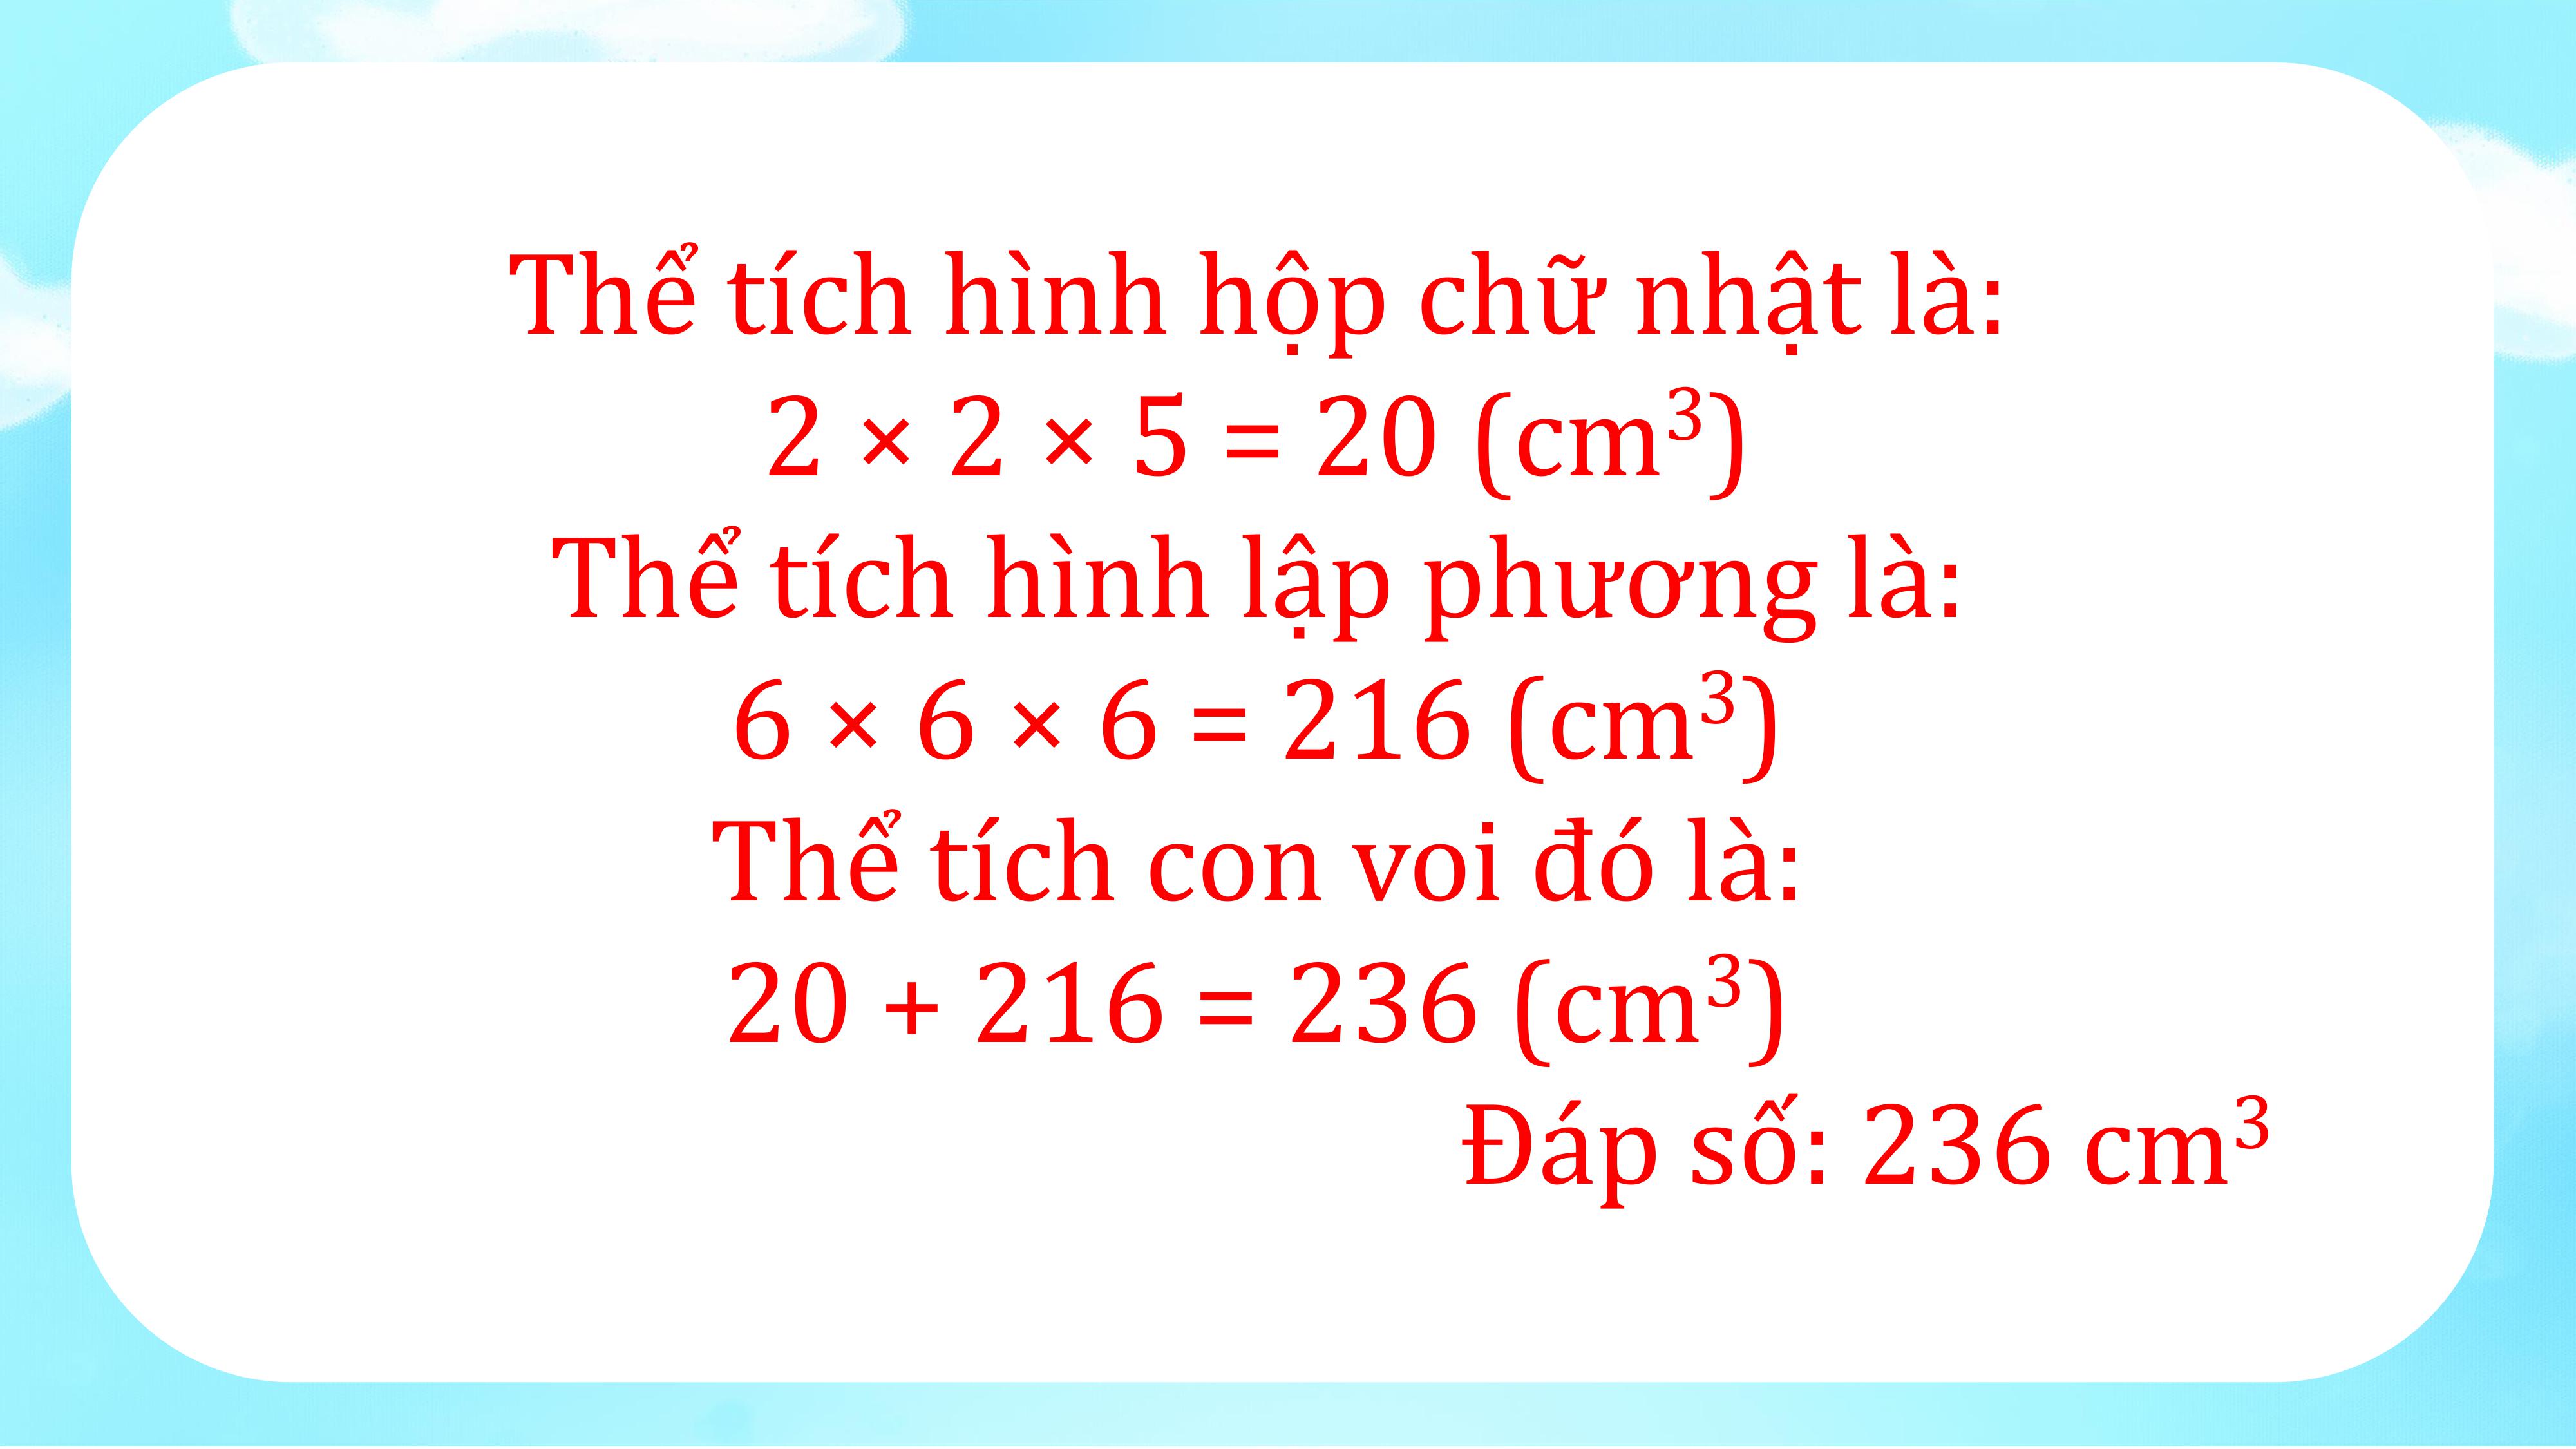 Thể tích hình hộp chữ nhật là:
2 × 2 × 5 = 20 (cm³)
Thể tích hình lập phương là:
6 × 6 × 6 = 216 (cm³)
Thể tích con voi đó là:
20 + 216 = 236 (cm³)
Đáp số: 236 cm³